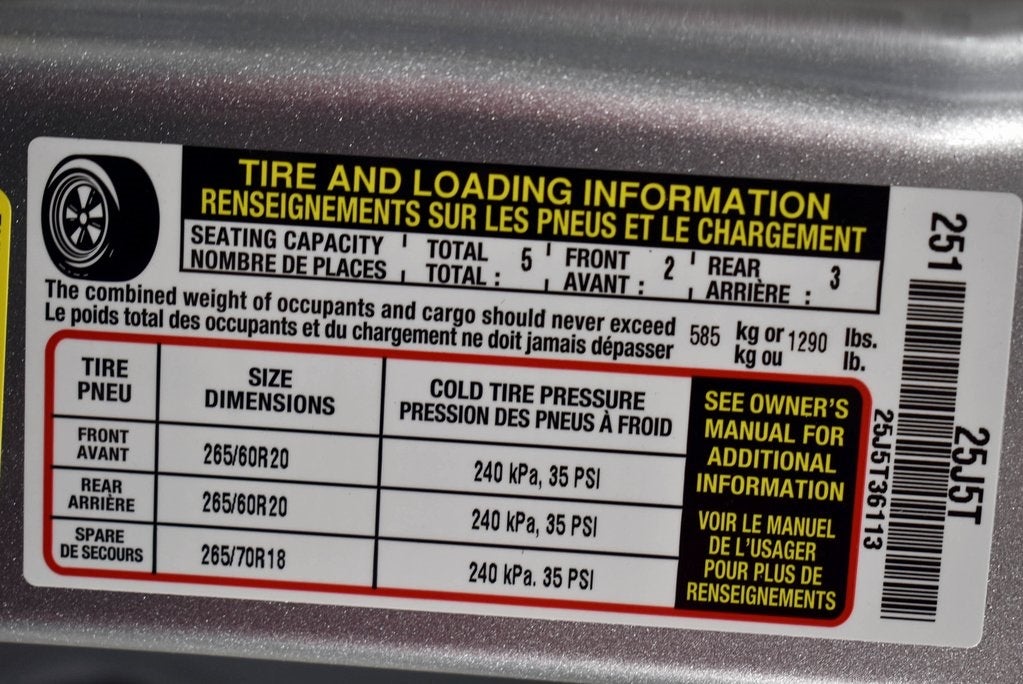 TIRE AND LOADING INFORMATION
RENSEIGNEMENTS SUR LES PNEUS ET LE CHARGEMENT
SEATING CAPACITY TOTAL 5 FRONT 2 REAR 3
NOMBRE DE PLACES TOTAL : AVANT : ARRIÈRE :
The combined weight of occupants and cargo should never exceed 585 kg or 1290 lbs.
Le poids total des occupants et du chargement ne doit jamais dépasser kg ou lb.
TIRE
PNEU
SIZE
DIMENSIONS
COLD TIRE PRESSURE
PRESSION DES PNEUS À FROID
FRONT
AVANT
265/60R20
240 kPa, 35 PSI
REAR
ARRIÈRE
265/60R20
240 kPa, 35 PSI
SPARE
DE SECOURS
265/70R18
240 kPa. 35 PSI
SEE OWNER'S
MANUAL FOR
ADDITIONAL
INFORMATION
VOIR LE MANUEL
DE L'USAGER
POUR PLUS DE
RENSEIGNEMENTS
251
25J5T
25J5T36113